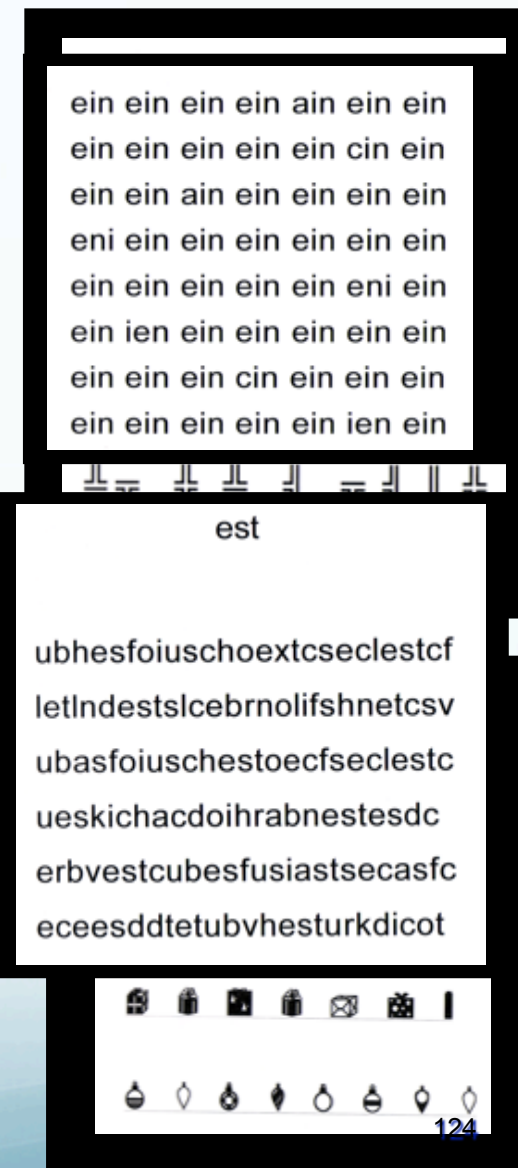 ein ein ein ein ain ein ein
ein ein ein ein ein cin ein
ein ein ain ein ein ein ein
eni ein ein ein ein ein ein
ein ein ein ein ein eni ein
ein ien ein ein ein ein ein
ein ein ein cin ein ein ein
ein ein ein ein ein ien ein
est
ubhesfoiuschoextcseclestcf
letlndestslcebrnolifshnetcsv
ubasfoiuschestoecfseclestc
ueskichacdoihrabnestesdc
erbvestcubesfusiastsecasfc
eceesddtetubvhesturkdicot
124